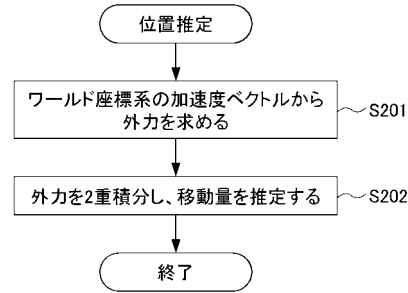 位置推定
ワールド座標系の加速度ベクトルから
外力を求める
S201
外力を2重積分し、移動量を推定する
S202
終了